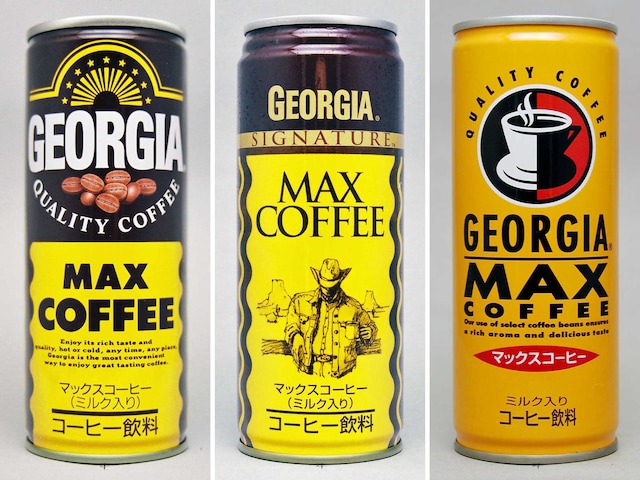 GEORGIA®
QUALITY COFFEE
MAX
COFFEE
Enjoy its rich taste and
quality, hot or cold, any time, any place.
Georgia is the most convenient
way to enjoy great tasting coffee.
マックスコーヒー
(ミルク入り)
コーヒー飲料
GEORGIA®
SIGNATURE™
MAX
COFFEE
マックスコーヒー
(ミルク入り)
コーヒー飲料
QUALITY COFFEE
GEORGIA®
MAX
COFFEE
Our use of select coffee beans ensures
a rich aroma and delicious taste
マックスコーヒー
ミルク入り
コーヒー飲料